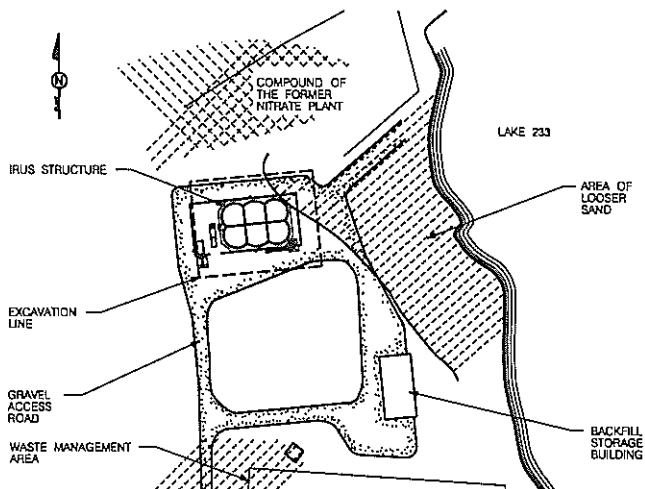 N
COMPOUND OF
THE FORMER
NITRATE PLANT
LAKE 233
IRUS STRUCTURE
AREA OF
LOOSER
SAND
EXCAVATION
LINE
GRAVEL
ACCESS
ROAD
WASTE MANAGEMENT
AREA
BACKFILL
STORAGE
BUILDING